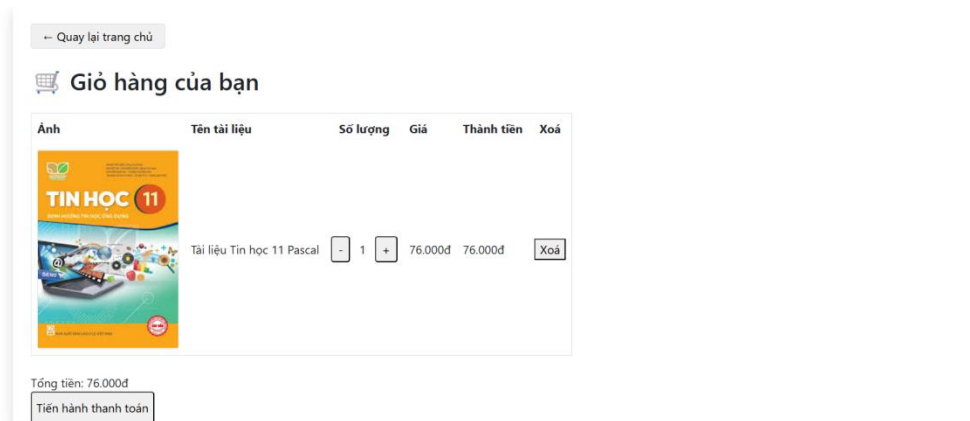 ← Quay lại trang chủ
🛒 Giỏ hàng của bạn
Ảnh Tên tài liệu Số lượng Giá Thành tiền Xoá
TIN HỌC 11
Tài liệu Tin học 11 Pascal - 1 + 76.000đ 76.000đ Xoá
Tổng tiền: 76.000đ
Tiến hành thanh toán